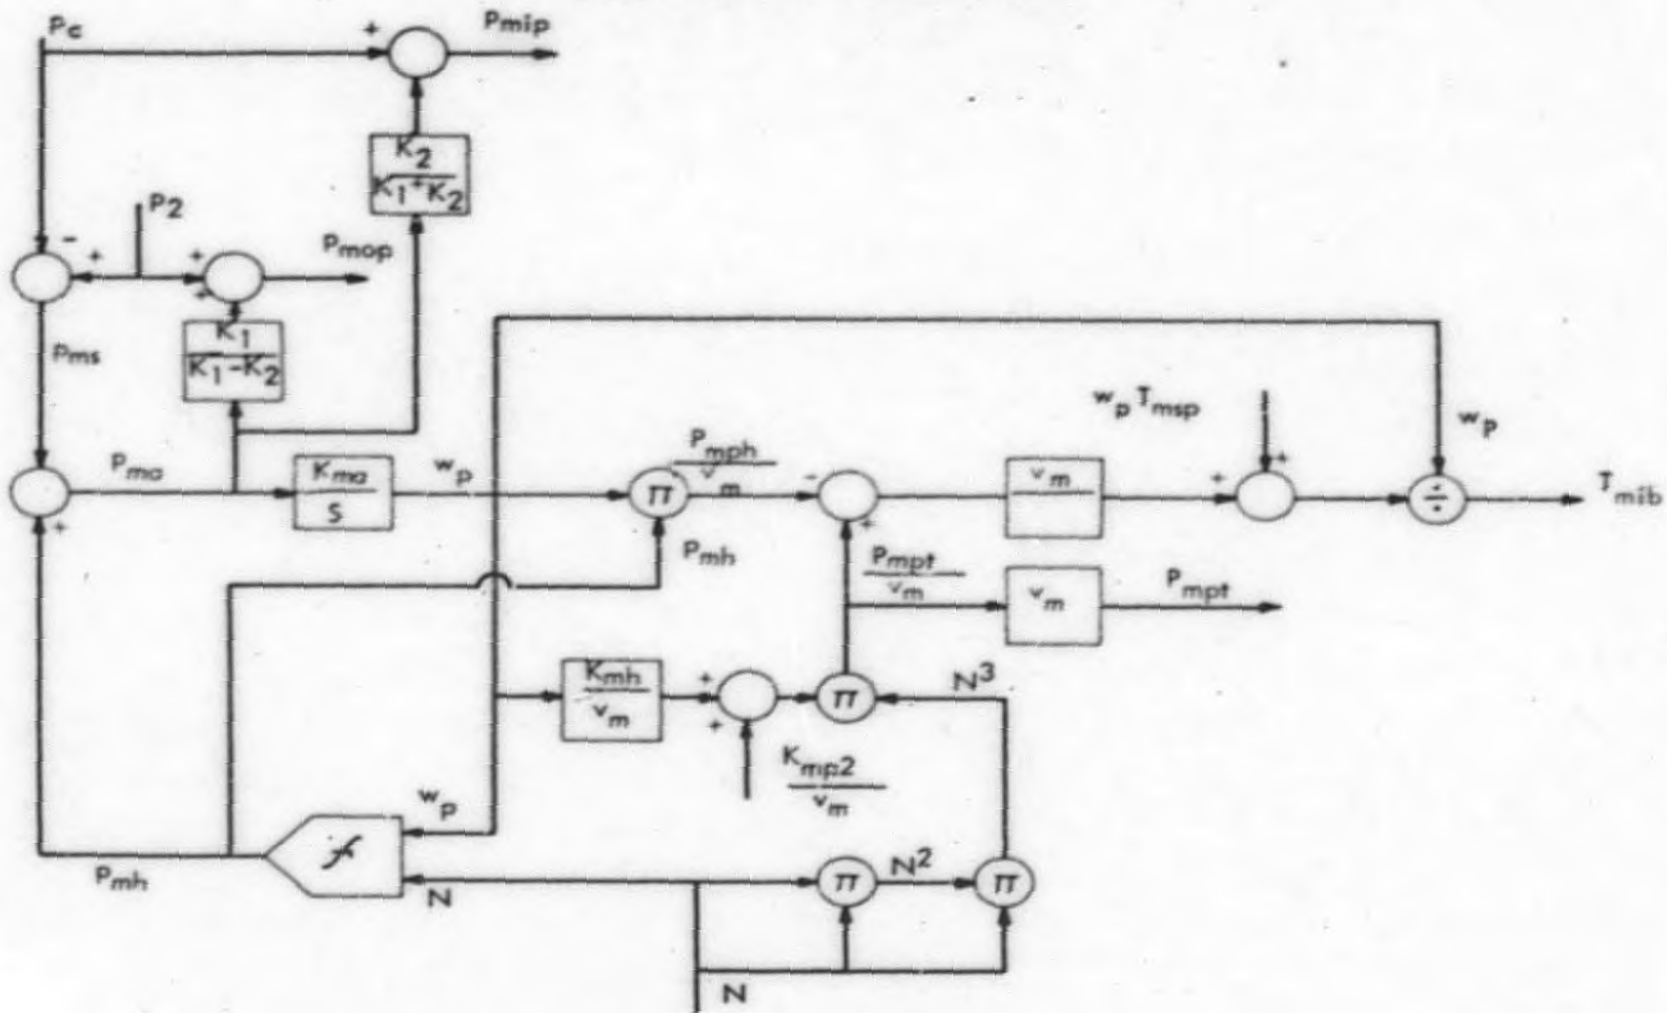 Pc
+
Pmip
K2
K1+K2
P2
-
+
+
Pmop
+
K1
K1-K2
Pms
wp Tmsp
Pma
Kma
S
wp
Pmph
vm
π
-
+
vm
+
+
wp
÷
Tmib
+
Pmh
Pmpt
vm
vm
Pmpt
Kmh
vm
+
+
π
N3
Kmp2
vm
wp
f
Pmh
N
π
N2
π
N